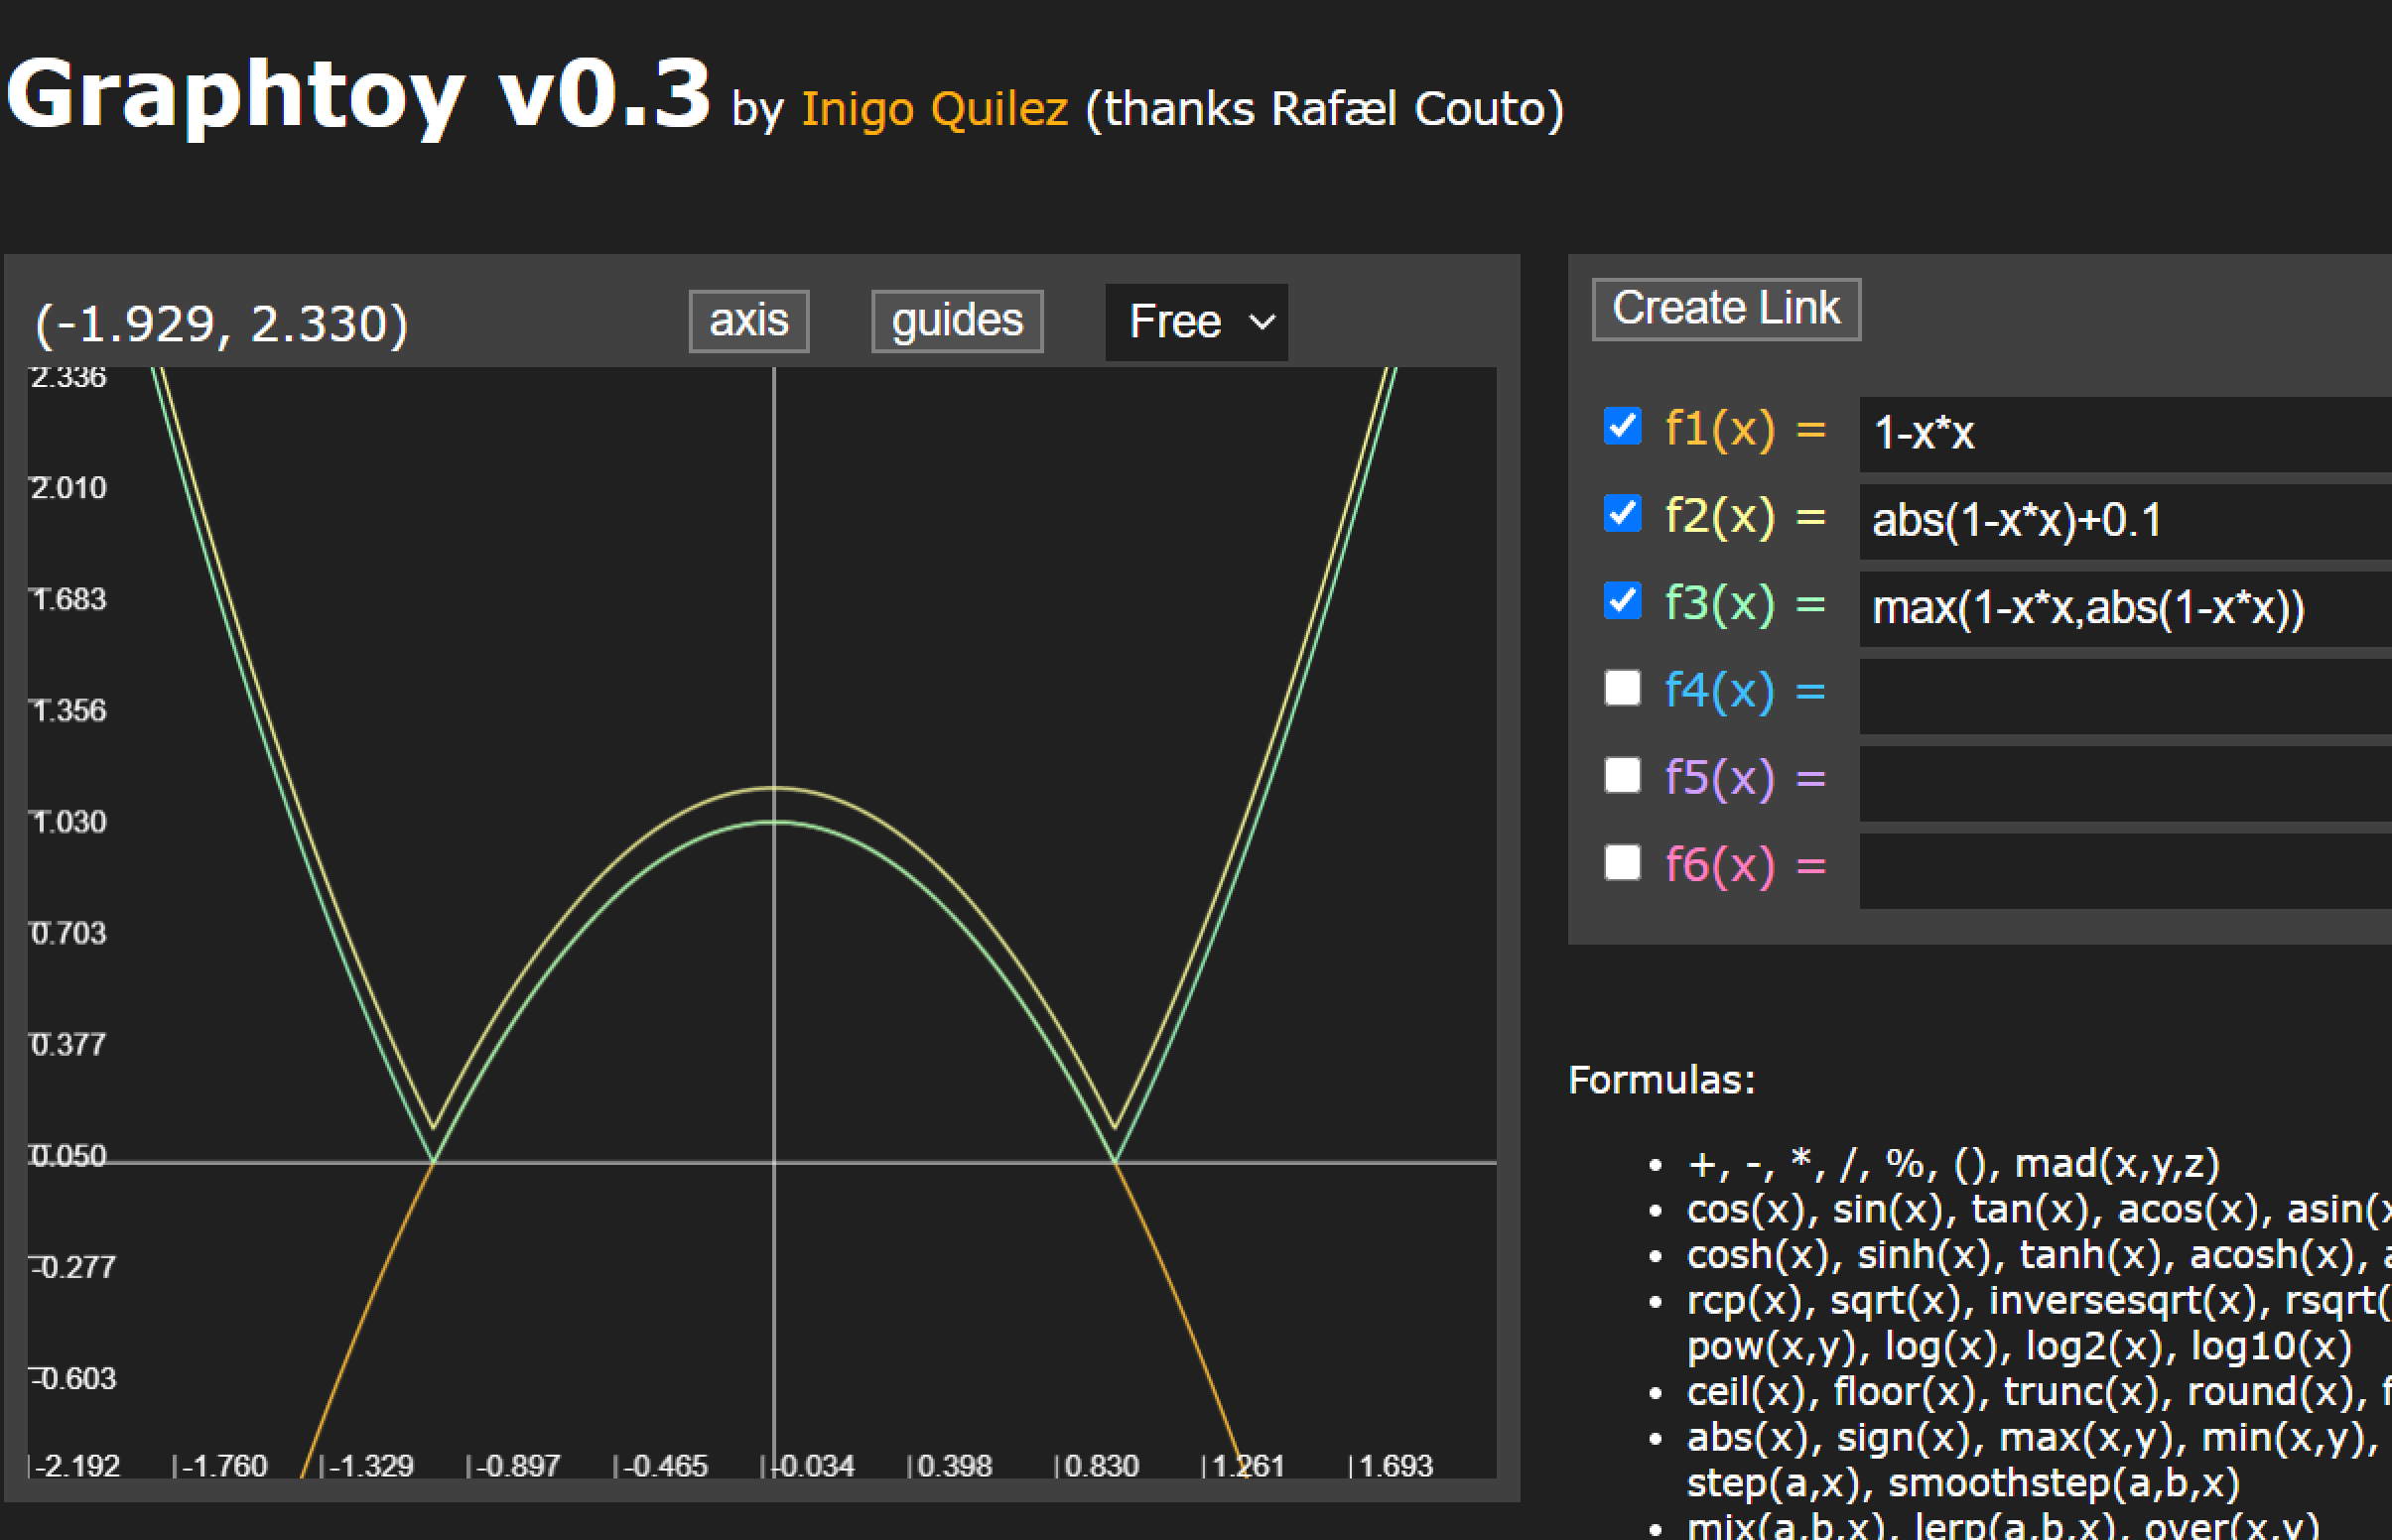 Graphtoy v0.3 by Inigo Quilez (thanks Rafæl Couto)
(-1.929, 2.330)
axis
guides
Free
2.336
2.010
1.683
1.356
1.030
0.703
0.377
0.050
-0.277
-0.603
-2.192
-1.760
-1.329
-0.897
-0.465
-0.034
0.398
0.830
1.261
1.693
Create Link
f1(x) = 1-x*x
f2(x) = abs(1-x*x)+0.1
f3(x) = max(1-x*x,abs(1-x*x))
f4(x) =
f5(x) =
f6(x) =
Formulas:
+, -, *, /, %, (), mad(x,y,z)
cos(x), sin(x), tan(x), acos(x), asin(x
cosh(x), sinh(x), tanh(x), acosh(x), a
rcp(x), sqrt(x), inversesqrt(x), rsqrt(
pow(x,y), log(x), log2(x), log10(x)
ceil(x), floor(x), trunc(x), round(x), f
abs(x), sign(x), max(x,y), min(x,y),
step(a,x), smoothstep(a,b,x)
mix(a,b,x), lerp(a,b,x), over(x,y)